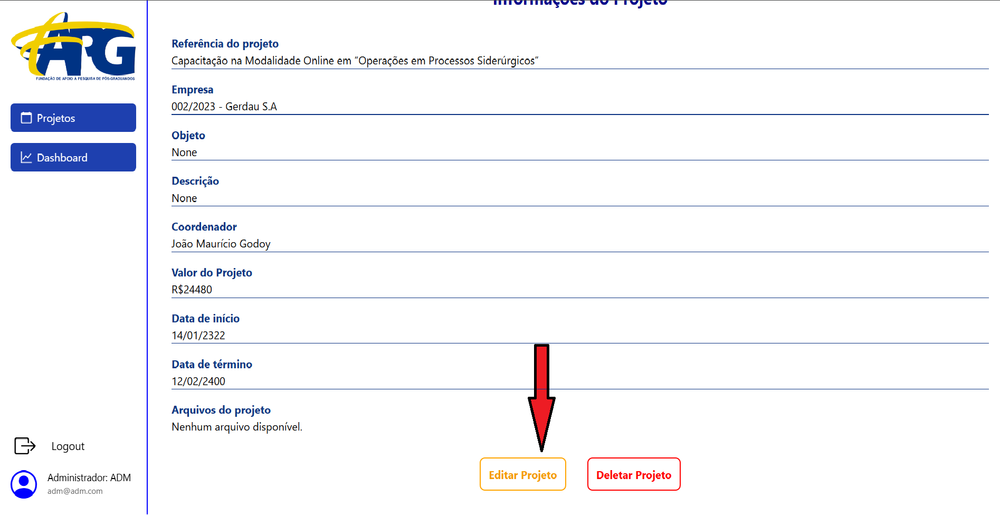 Informações do Projeto
FAPG
FUNDAÇÃO DE APOIO À PESQUISA DE PÓS-GRADUANDOS
Projetos
Dashboard
Referência do projeto
Capacitação na Modalidade Online em “Operações em Processos Siderúrgicos”
Empresa
002/2023 - Gerdau S.A
Objeto
None
Descrição
None
Coordenador
João Maurício Godoy
Valor do Projeto
R$24480
Data de início
14/01/2322
Data de término
12/02/2400
Arquivos do projeto
Nenhum arquivo disponível.
Editar Projeto
Deletar Projeto
Logout
Administrador: ADM
adm@adm.com